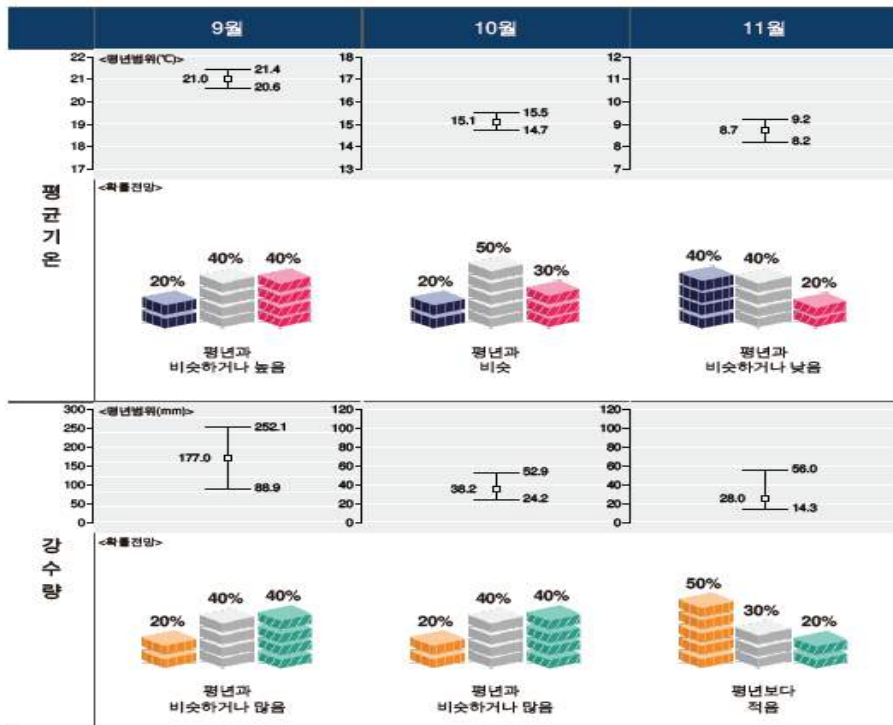 9월 10월 11월
평균기온
<평년범위(℃)>
22
21
20
19
18
17
21.4
21.0
20.6
18
17
16
15
14
13
15.5
15.1
14.7
12
11
10
9
8
7
9.2
8.7
8.2
<확률전망>
20% 40% 40%
평년과
비슷하거나 높음
20% 50% 30%
평년과
비슷
40% 40% 20%
평년과
비슷하거나 낮음
강수량
<평년범위(mm)>
300
250
200
150
100
50
0
252.1
177.0
88.9
120
100
80
60
40
20
0
52.9
38.2
24.2
120
100
80
60
40
20
0
56.0
28.0
14.3
<확률전망>
20% 40% 40%
평년과
비슷하거나 많음
20% 40% 40%
평년과
비슷하거나 많음
50% 30% 20%
평년보다
적음